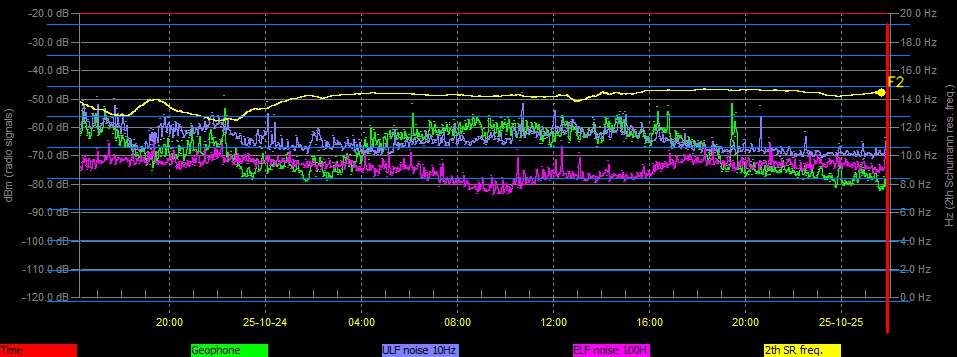 -20.0 dB
-30.0 dB
-40.0 dB
-50.0 dB
-60.0 dB
-70.0 dB
-80.0 dB
-90.0 dB
-100.0 dB
-110.0 dB
-120.0 dB
dBm (radio signals)
20.0 Hz
18.0 Hz
16.0 Hz
F2
14.0 Hz
12.0 Hz
10.0 Hz
8.0 Hz
6.0 Hz
4.0 Hz
2.0 Hz
0.0 Hz
Hz (2th Schumann res. freq.)
20:00 25-10-24 04:00 08:00 12:00 16:00 20:00 25-10-25
Time Geophone ULF noise 10Hz ELF noise 100H 2th SR freq.